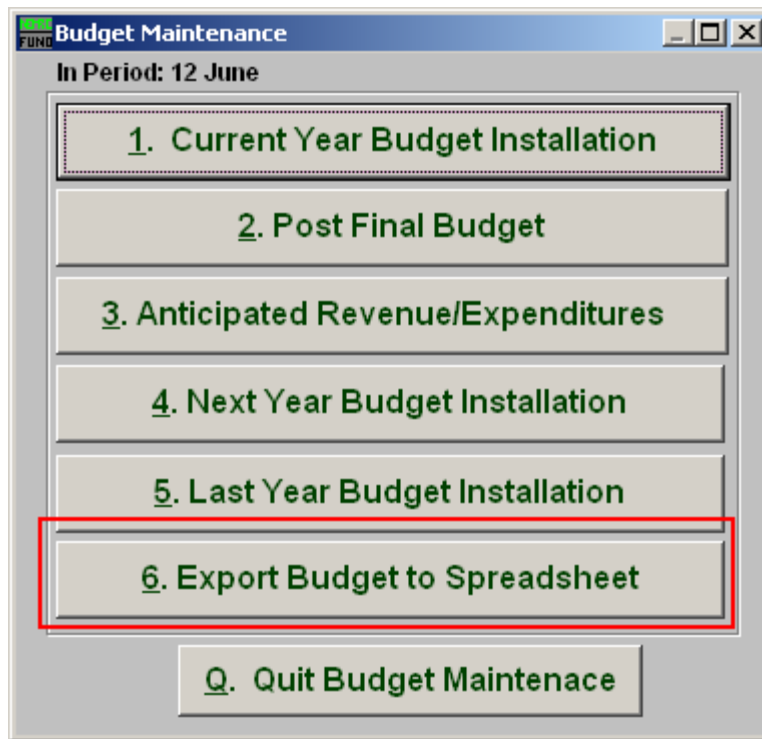 FUND Budget Maintenance
In Period: 12 June
1. Current Year Budget Installation
2. Post Final Budget
3. Anticipated Revenue/Expenditures
4. Next Year Budget Installation
5. Last Year Budget Installation
6. Export Budget to Spreadsheet
Q. Quit Budget Maintenace